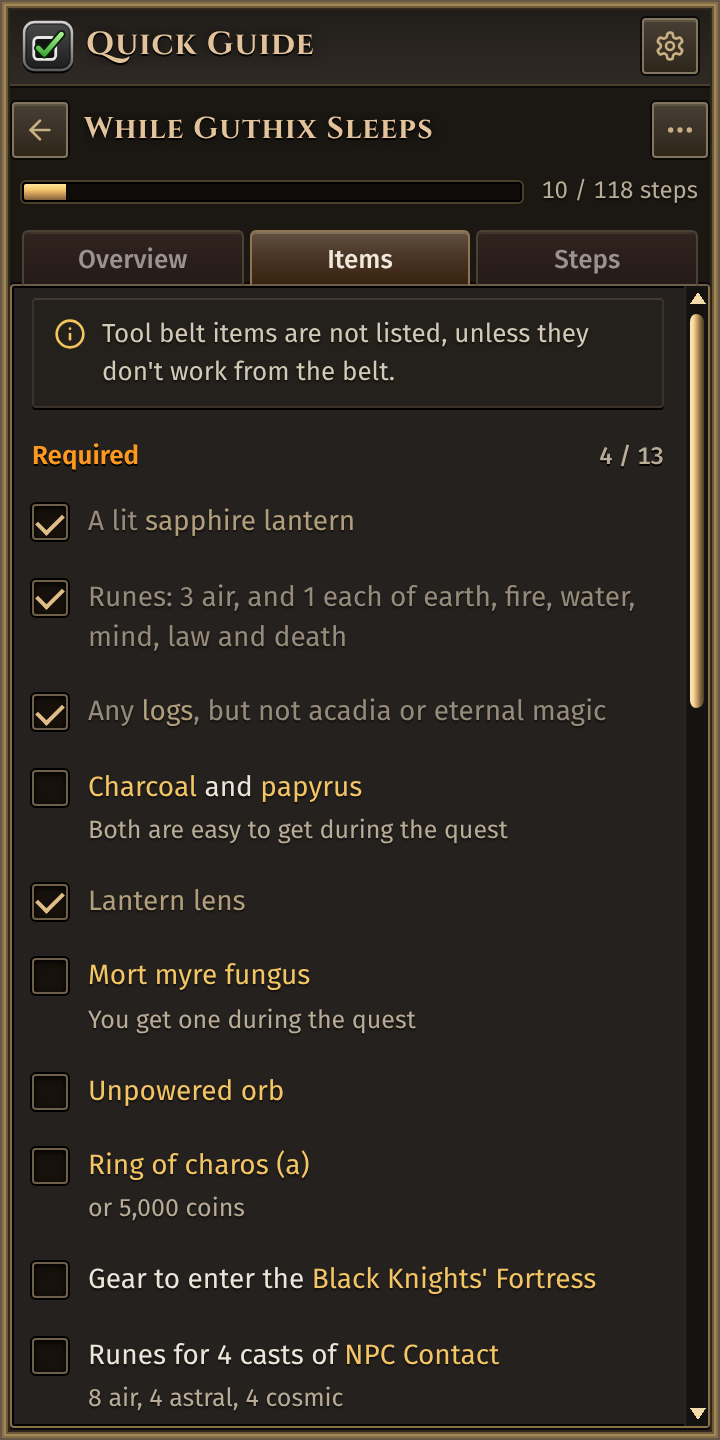 Quick Guide
While Guthix Sleeps
10 / 118 steps
Overview
Items
Steps
Tool belt items are not listed, unless they
don't work from the belt.
Required
4 / 13
A lit sapphire lantern
Runes: 3 air, and 1 each of earth, fire, water,
mind, law and death
Any logs, but not acadia or eternal magic
Charcoal and papyrus
Both are easy to get during the quest
Lantern lens
Mort myre fungus
You get one during the quest
Unpowered orb
Ring of charos (a)
or 5,000 coins
Gear to enter the Black Knights' Fortress
Runes for 4 casts of NPC Contact
8 air, 4 astral, 4 cosmic